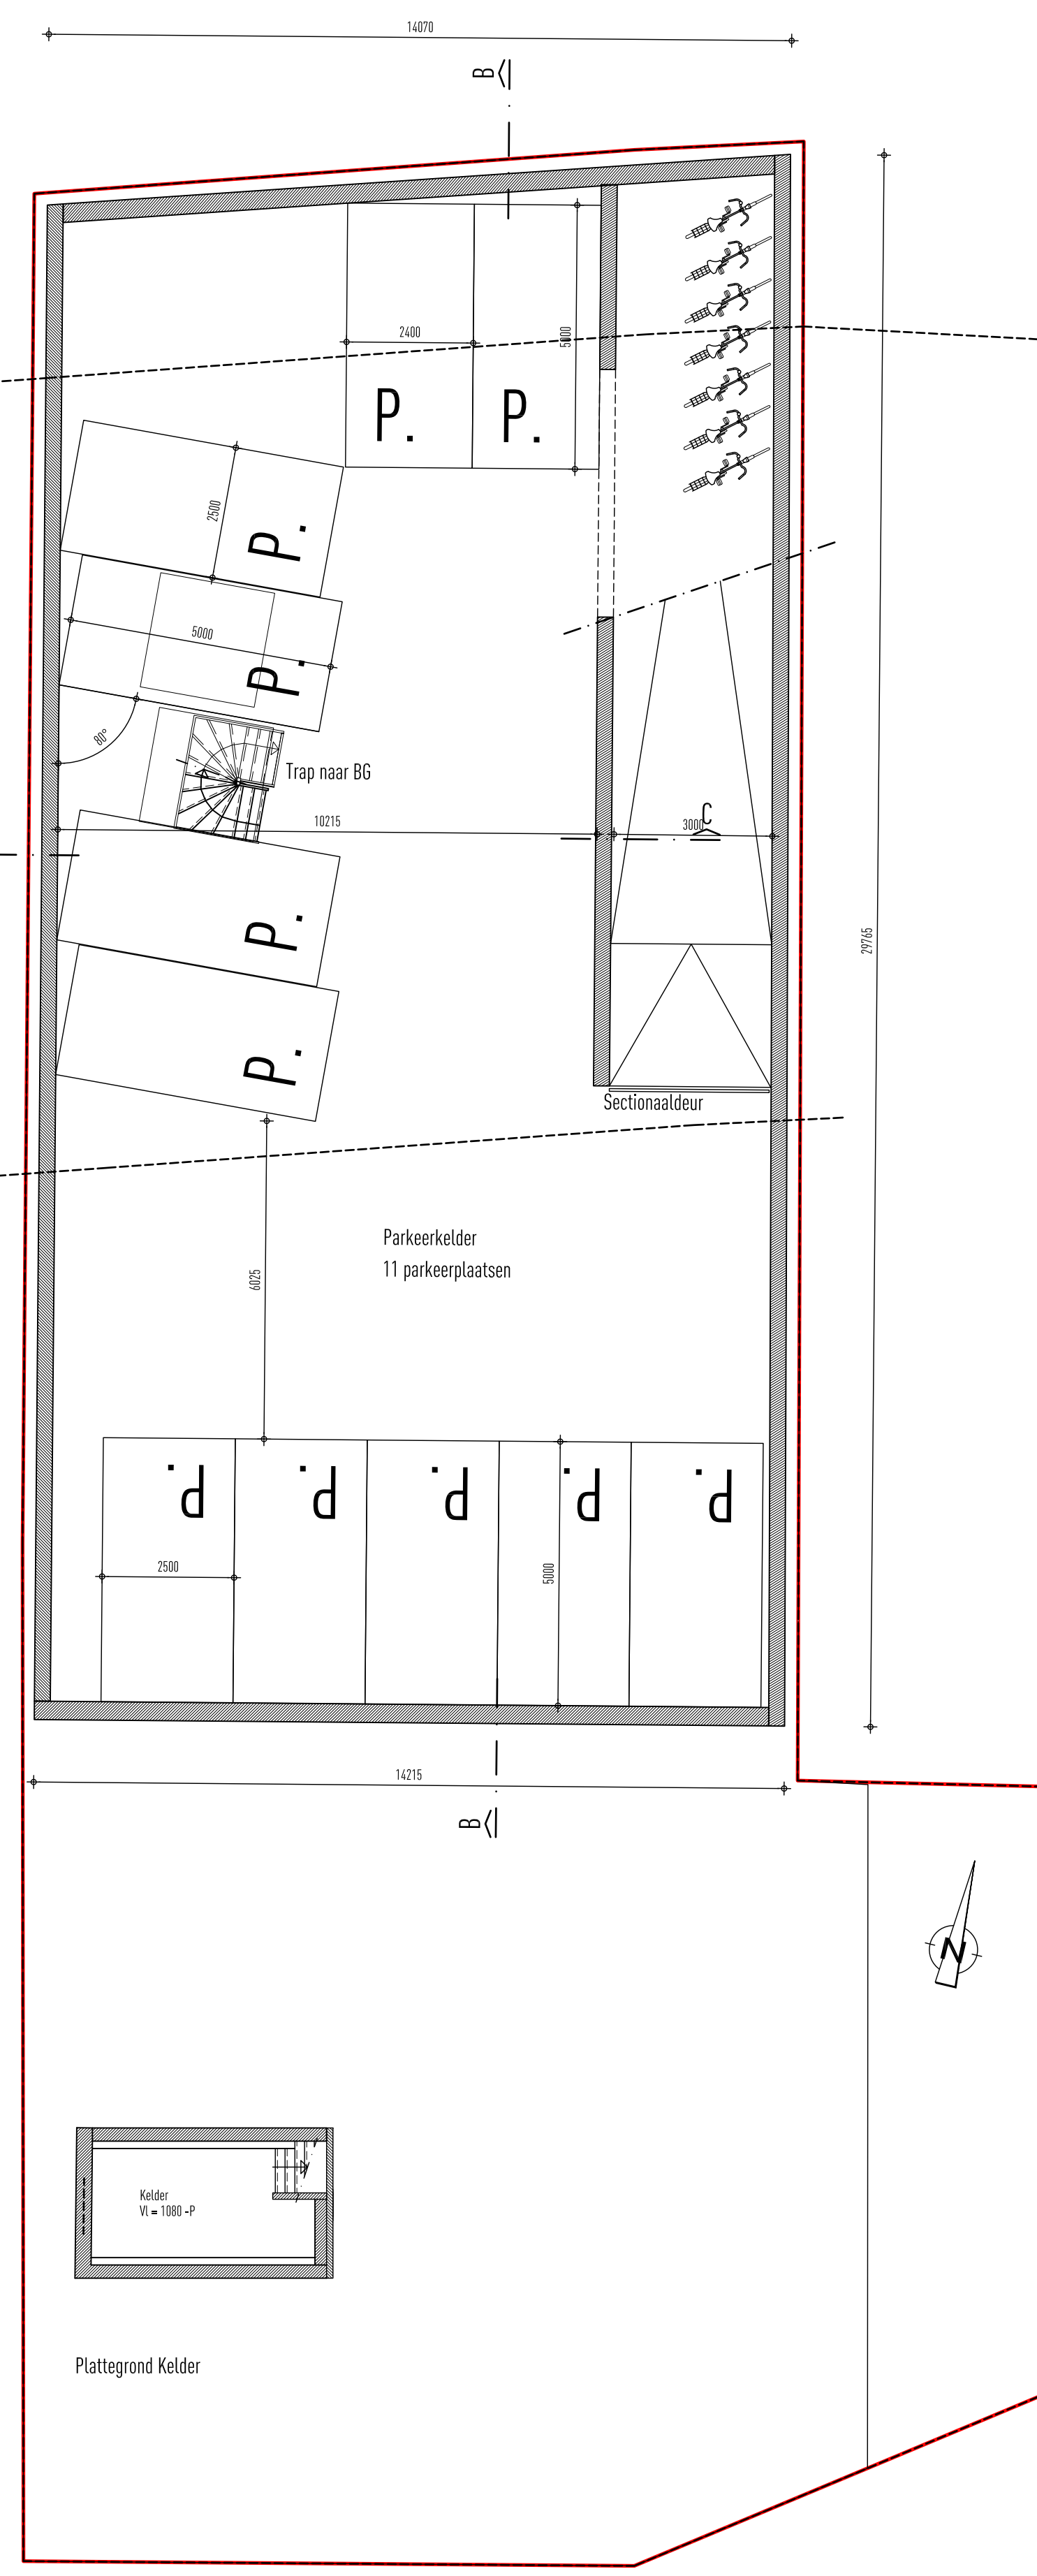 14070
B
2400
5000
P.
P.
2500
P.
5000
P.
80°
Trap naar BG
10215
3000
C
P.
29765
P.
Sectionaaldeur
6025
Parkeerkelder
11 parkeerplaatsen
P.
P.
P.
P.
P.
2500
5000
14215
B
N
Kelder
Vl = 1080 -P
Plattegrond Kelder